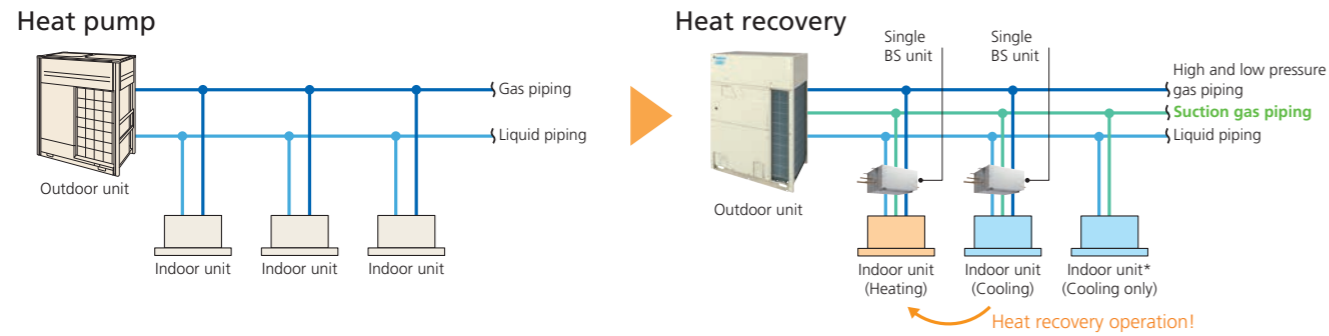 Heat pump
Gas piping
Liquid piping
Outdoor unit
Indoor unit
Indoor unit
Indoor unit
Heat recovery
Single
BS unit
Single
BS unit
High and low pressure
gas piping
Suction gas piping
Liquid piping
Outdoor unit
Indoor unit
(Heating)
Indoor unit
(Cooling)
Indoor unit*
(Cooling only)
Heat recovery operation!